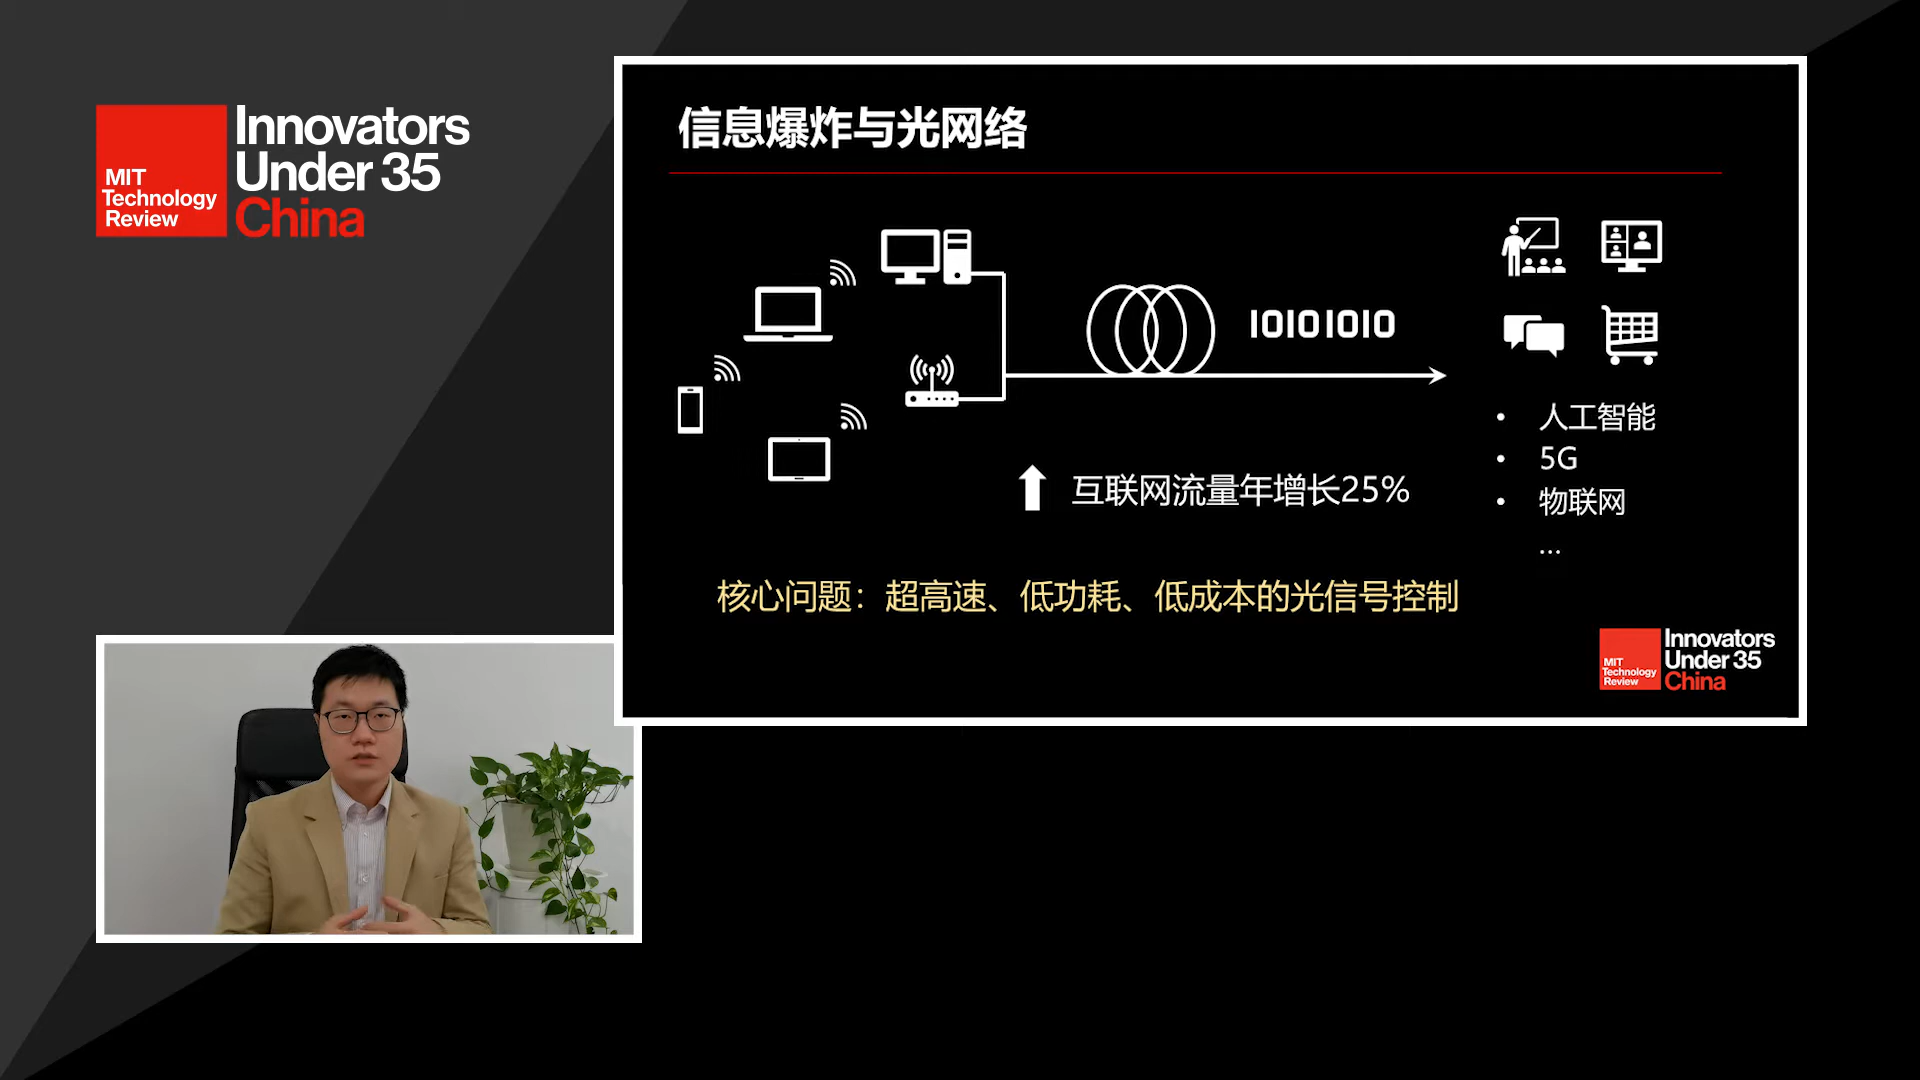 MIT
Technology
Review
Innovators
Under 35
China
信息爆炸与光网络
10101010
互联网流量年增长25%
• 人工智能
• 5G
• 物联网
...
核心问题：超高速、低功耗、低成本的光信号控制
MIT
Technology
Review
Innovators
Under 35
China